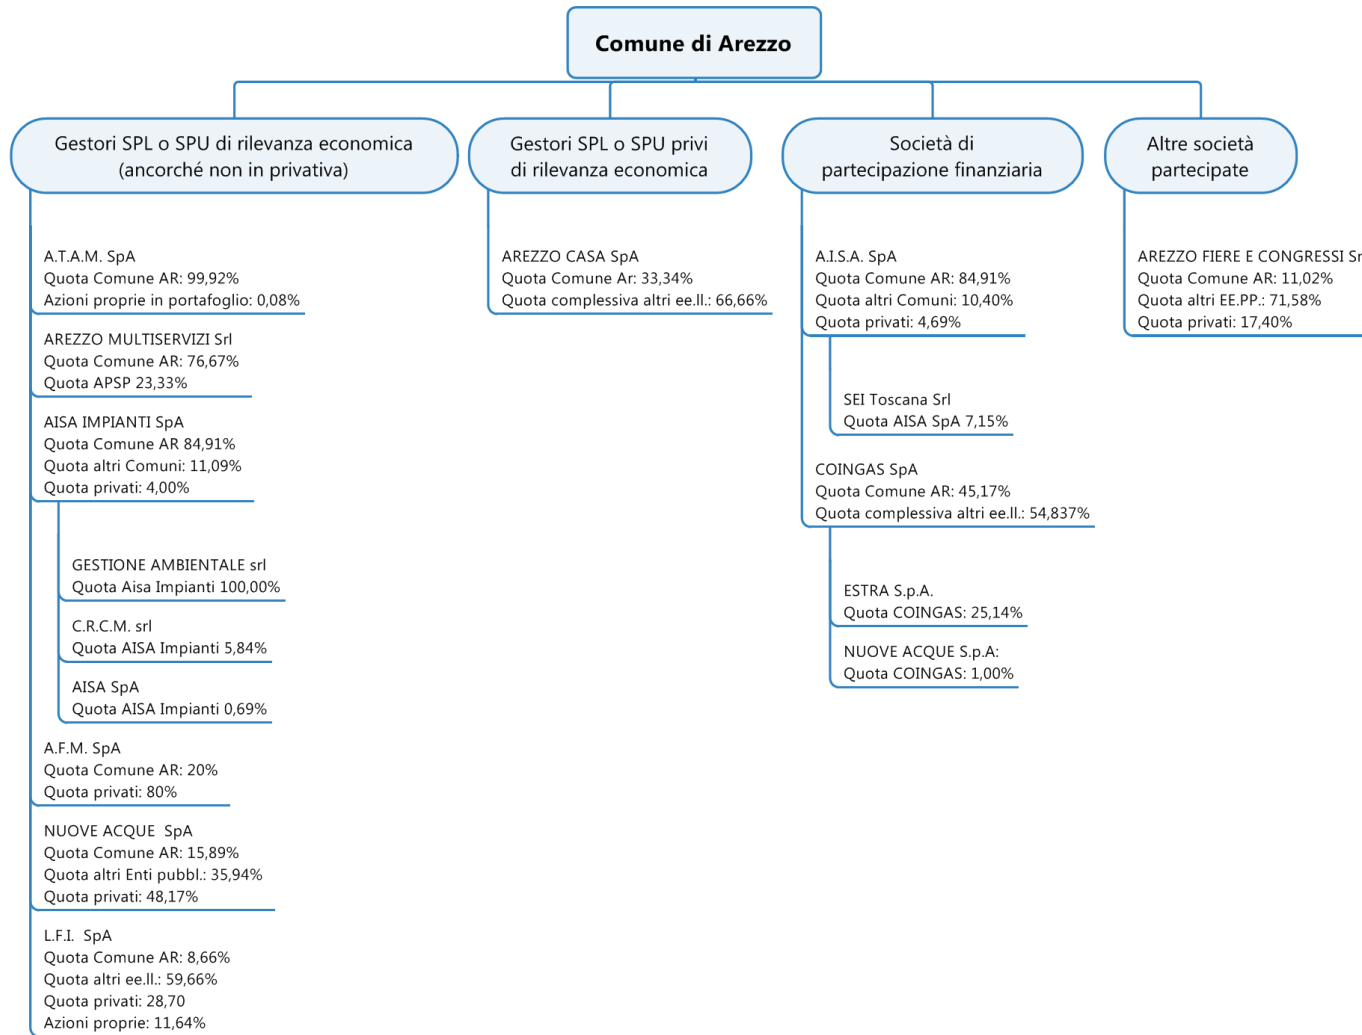 Comune di Arezzo
Gestori SPL o SPU di rilevanza economica
(ancorché non in privativa)
A.T.A.M. SpA
Quota Comune AR: 99,92%
Azioni proprie in portafoglio: 0,08%
AREZZO MULTISERVIZI Srl
Quota Comune AR: 76,67%
Quota APSP 23,33%
AISA IMPIANTI SpA
Quota Comune AR 84,91%
Quota altri Comuni: 11,09%
Quota privati: 4,00%
GESTIONE AMBIENTALE srl
Quota Aisa Impianti 100,00%
C.R.C.M. srl
Quota AISA Impianti 5,84%
AISA SpA
Quota AISA Impianti 0,69%
A.F.M. SpA
Quota Comune AR: 20%
Quota privati: 80%
NUOVE ACQUE SpA
Quota Comune AR: 15,89%
Quota altri Enti pubbl.: 35,94%
Quota privati: 48,17%
L.F.I. SpA
Quota Comune AR: 8,66%
Quota altri ee.ll.: 59,66%
Quota privati: 28,70
Azioni proprie: 11,64%
Gestori SPL o SPU privi
di rilevanza economica
AREZZO CASA SpA
Quota Comune Ar: 33,34%
Quota complessiva altri ee.ll.: 66,66%
Società di
partecipazione finanziaria
A.I.S.A. SpA
Quota Comune AR: 84,91%
Quota altri Comuni: 10,40%
Quota privati: 4,69%
SEI Toscana Srl
Quota AISA SpA 7,15%
COINGAS SpA
Quota Comune AR: 45,17%
Quota complessiva altri ee.ll.: 54,837%
ESTRA S.p.A.
Quota COINGAS: 25,14%
NUOVE ACQUE S.p.A:
Quota COINGAS: 1,00%
Altre società
partecipate
AREZZO FIERE E CONGRESSI Sr
Quota Comune AR: 11,02%
Quota altri EE.PP.: 71,58%
Quota privati: 17,40%